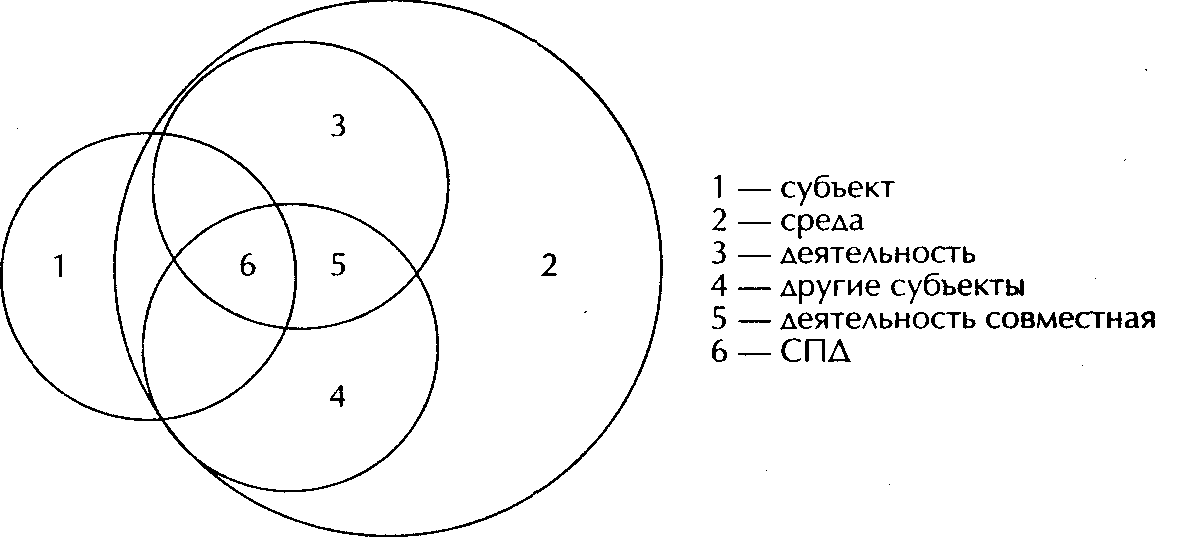 3
1
6
5
2
4
1 — субъект
2 — среда
3 — деятельность
4 — другие субъекты
5 — деятельность совместная
6 — СПД